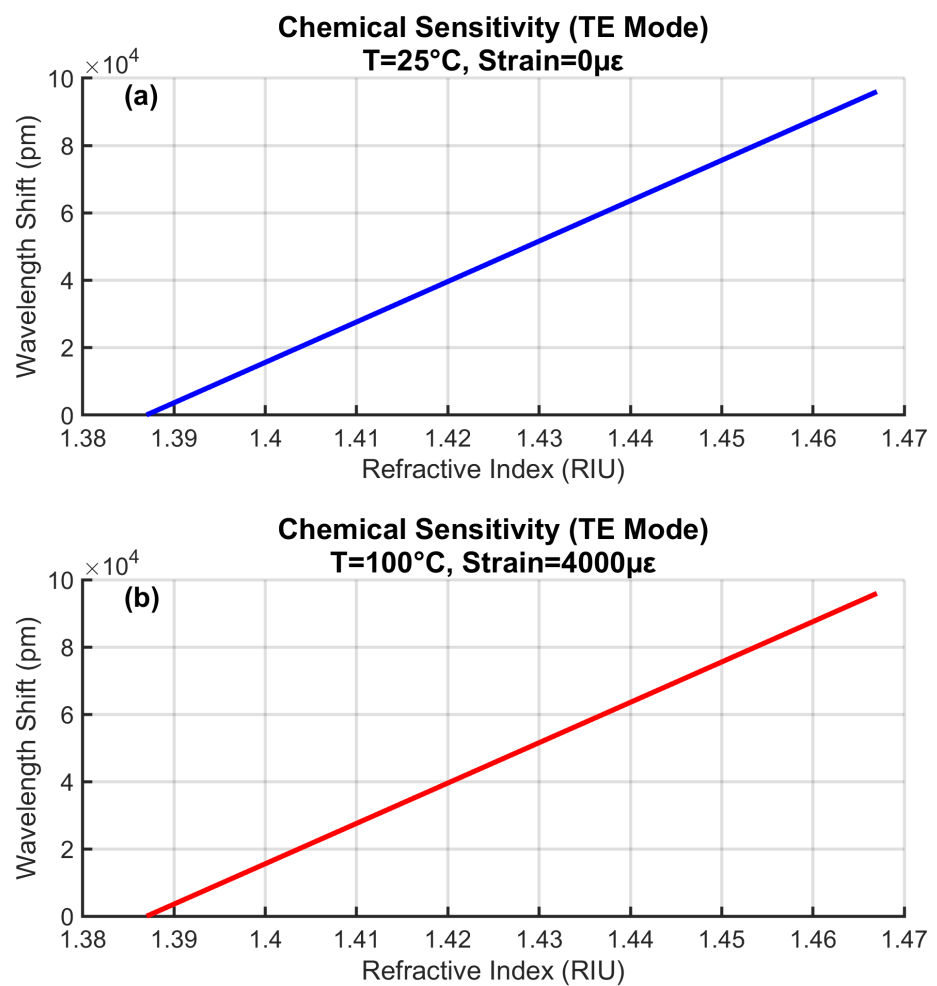 Chemical Sensitivity (TE Mode)
T=25°C, Strain=0με
×10⁴
(a)
10
8
6
4
2
0
Wavelength Shift (pm)
1.38 1.39 1.4 1.41 1.42 1.43 1.44 1.45 1.46 1.47
Refractive Index (RIU)
Chemical Sensitivity (TE Mode)
T=100°C, Strain=4000με
×10⁴
(b)
10
8
6
4
2
0
Wavelength Shift (pm)
1.38 1.39 1.4 1.41 1.42 1.43 1.44 1.45 1.46 1.47
Refractive Index (RIU)